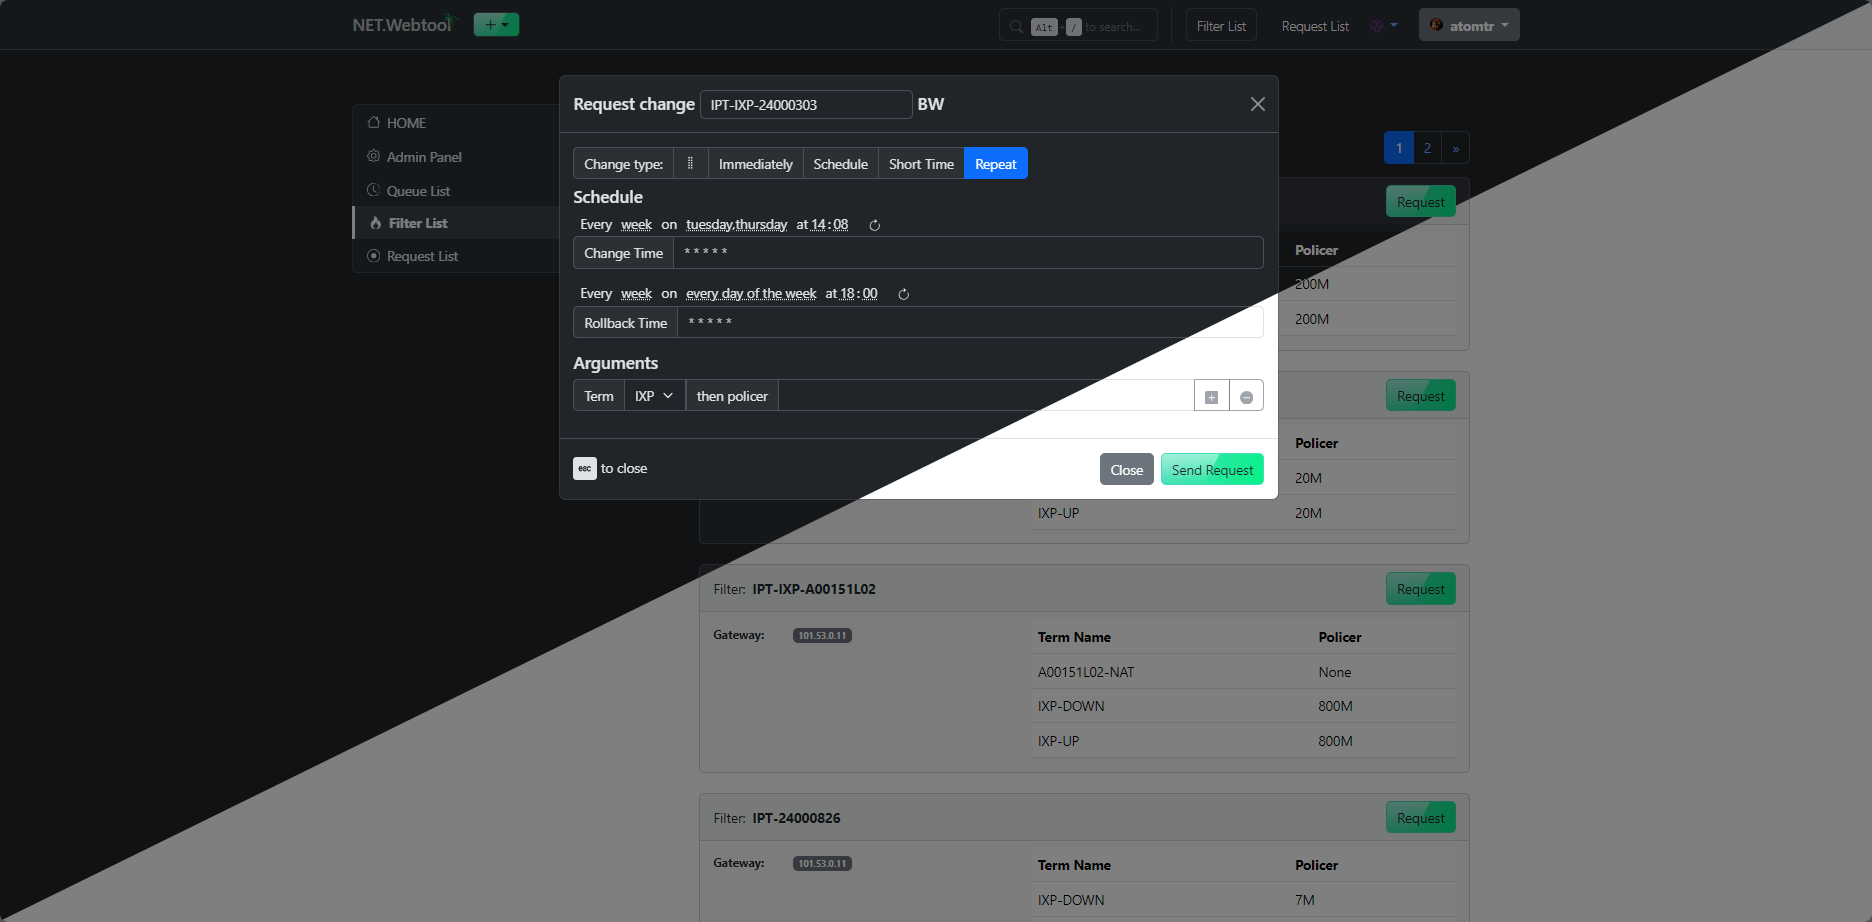 NET.Webtool
+
Alt / to search...
Filter List
Request List
atomtr
HOME
Admin Panel
Queue List
Filter List
Request List
Request change IPT-IXP-24000303 BW
Change type: Immediately Schedule Short Time Repeat
Schedule
Every week on tuesday,thursday at 14:08
Change Time * * * * *
Every week on every day of the week at 18:00
Rollback Time * * * * *
Arguments
Term IXP then policer
esc to close
Close
Send Request
1 2 »
Request
Policer
200M
200M
Request
Policer
20M
IXP-UP 20M
Filter: IPT-IXP-A00151L02 Request
Gateway: 101.53.0.11 Term Name Policer
A00151L02-NAT None
IXP-DOWN 800M
IXP-UP 800M
Filter: IPT-24000826 Request
Gateway: 101.53.0.11 Term Name Policer
IXP-DOWN 7M